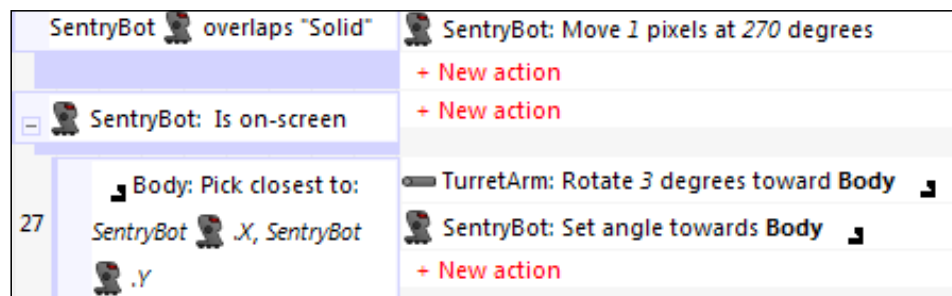 SentryBot overlaps "Solid"
SentryBot: Move 1 pixels at 270 degrees
+ New action
SentryBot: Is on-screen
+ New action
27
Body: Pick closest to:
SentryBot .X, SentryBot
.Y
TurretArm: Rotate 3 degrees toward Body
SentryBot: Set angle towards Body
+ New action